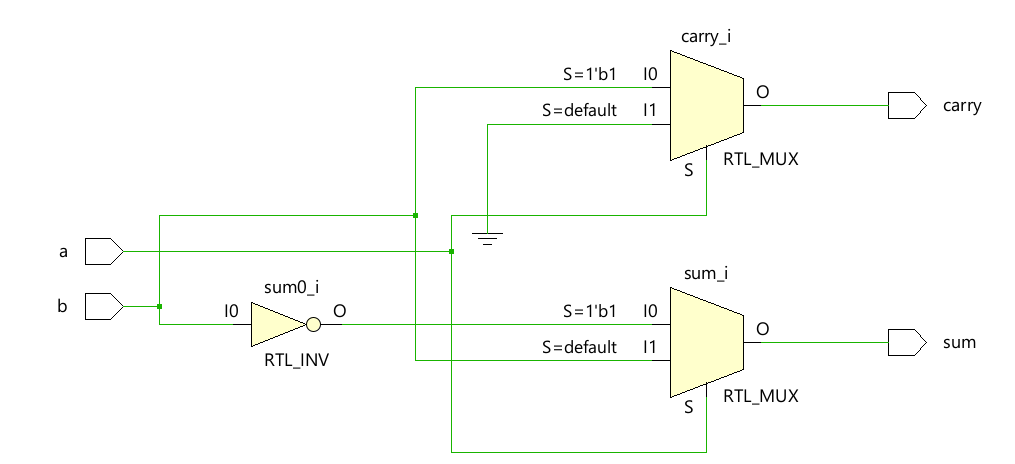 carry_i
S=1'b1 I0
O
S=default I1
carry
RTL_MUX
S
a
sum_i
sum0_i
b
I0 O
S=1'b1 I0
O
S=default I1
sum
RTL_INV
RTL_MUX
S